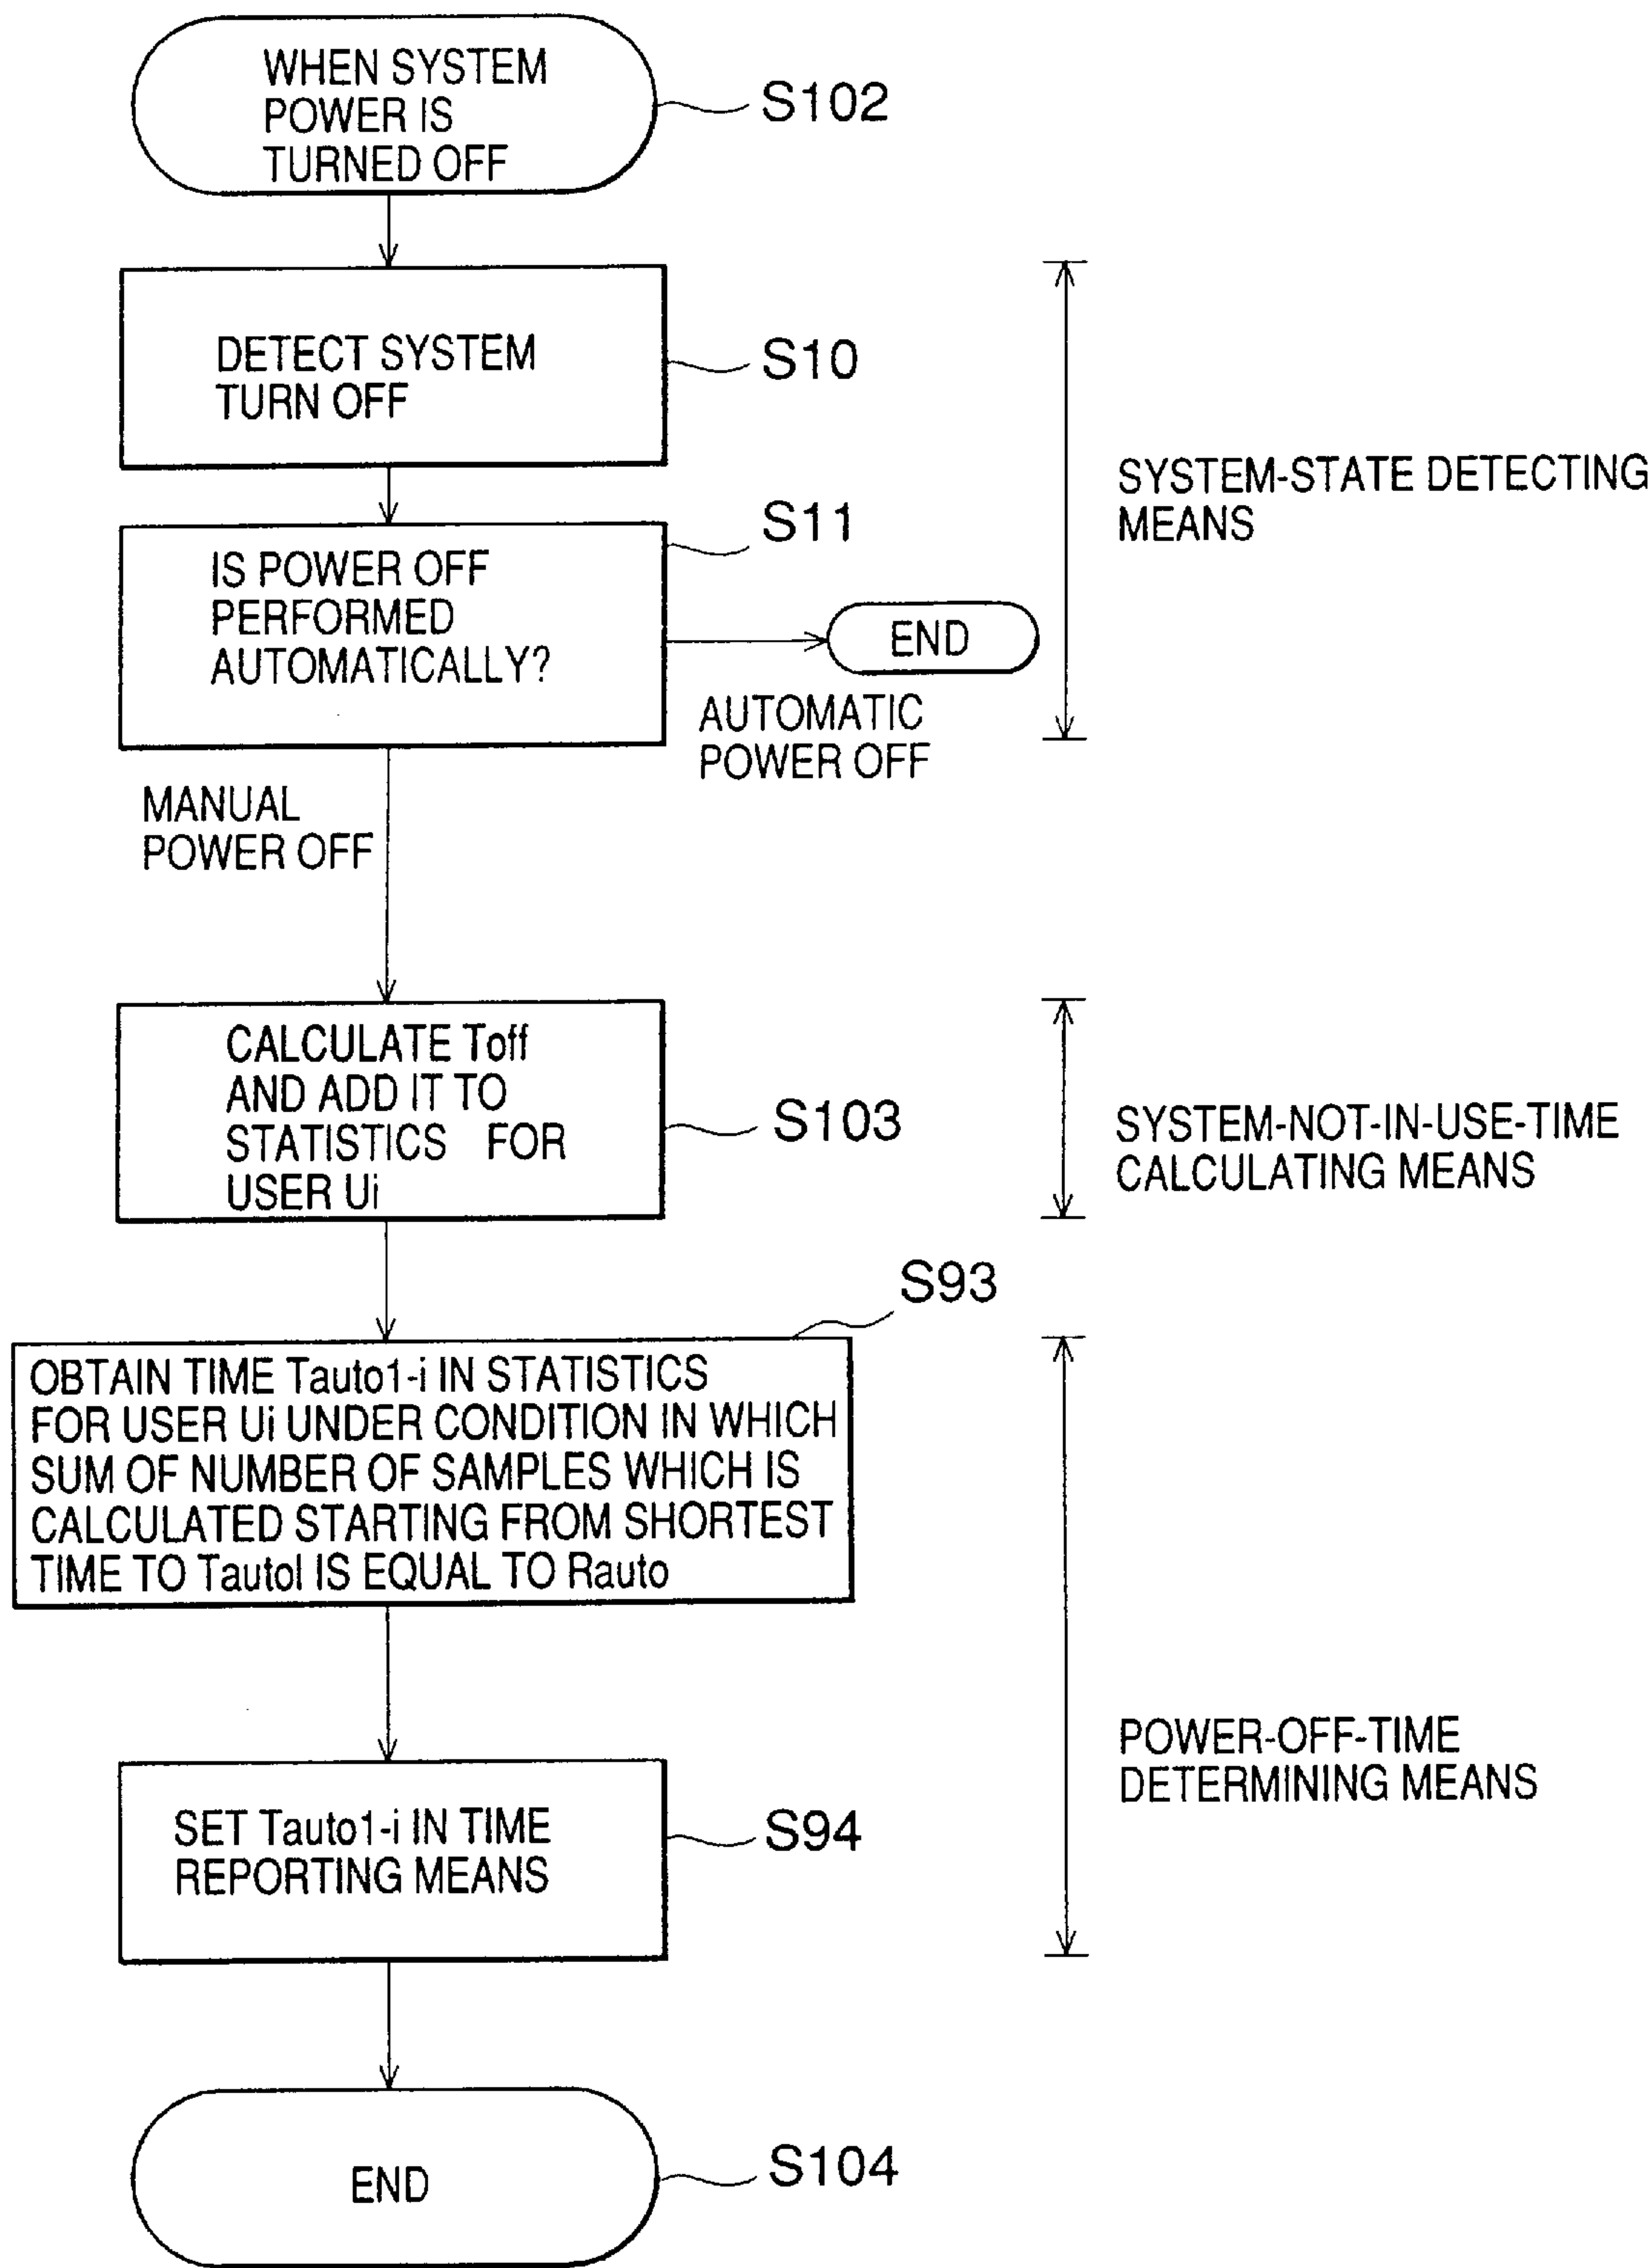 WHEN SYSTEM
POWER IS
TURNED OFF
S102
DETECT SYSTEM
TURN OFF
S10
SYSTEM-STATE DETECTING
MEANS
S11
IS POWER OFF
PERFORMED
AUTOMATICALLY?
END
AUTOMATIC
POWER OFF
MANUAL
POWER OFF
CALCULATE Toff
AND ADD IT TO
STATISTICS FOR
USER Ui
S103
SYSTEM-NOT-IN-USE-TIME
CALCULATING MEANS
S93
OBTAIN TIME Tauto1-i IN STATISTICS
FOR USER Ui UNDER CONDITION IN WHICH
SUM OF NUMBER OF SAMPLES WHICH IS
CALCULATED STARTING FROM SHORTEST
TIME TO Tautol IS EQUAL TO Rauto
POWER-OFF-TIME
DETERMINING MEANS
SET Tauto1-i IN TIME
REPORTING MEANS
S94
END
S104